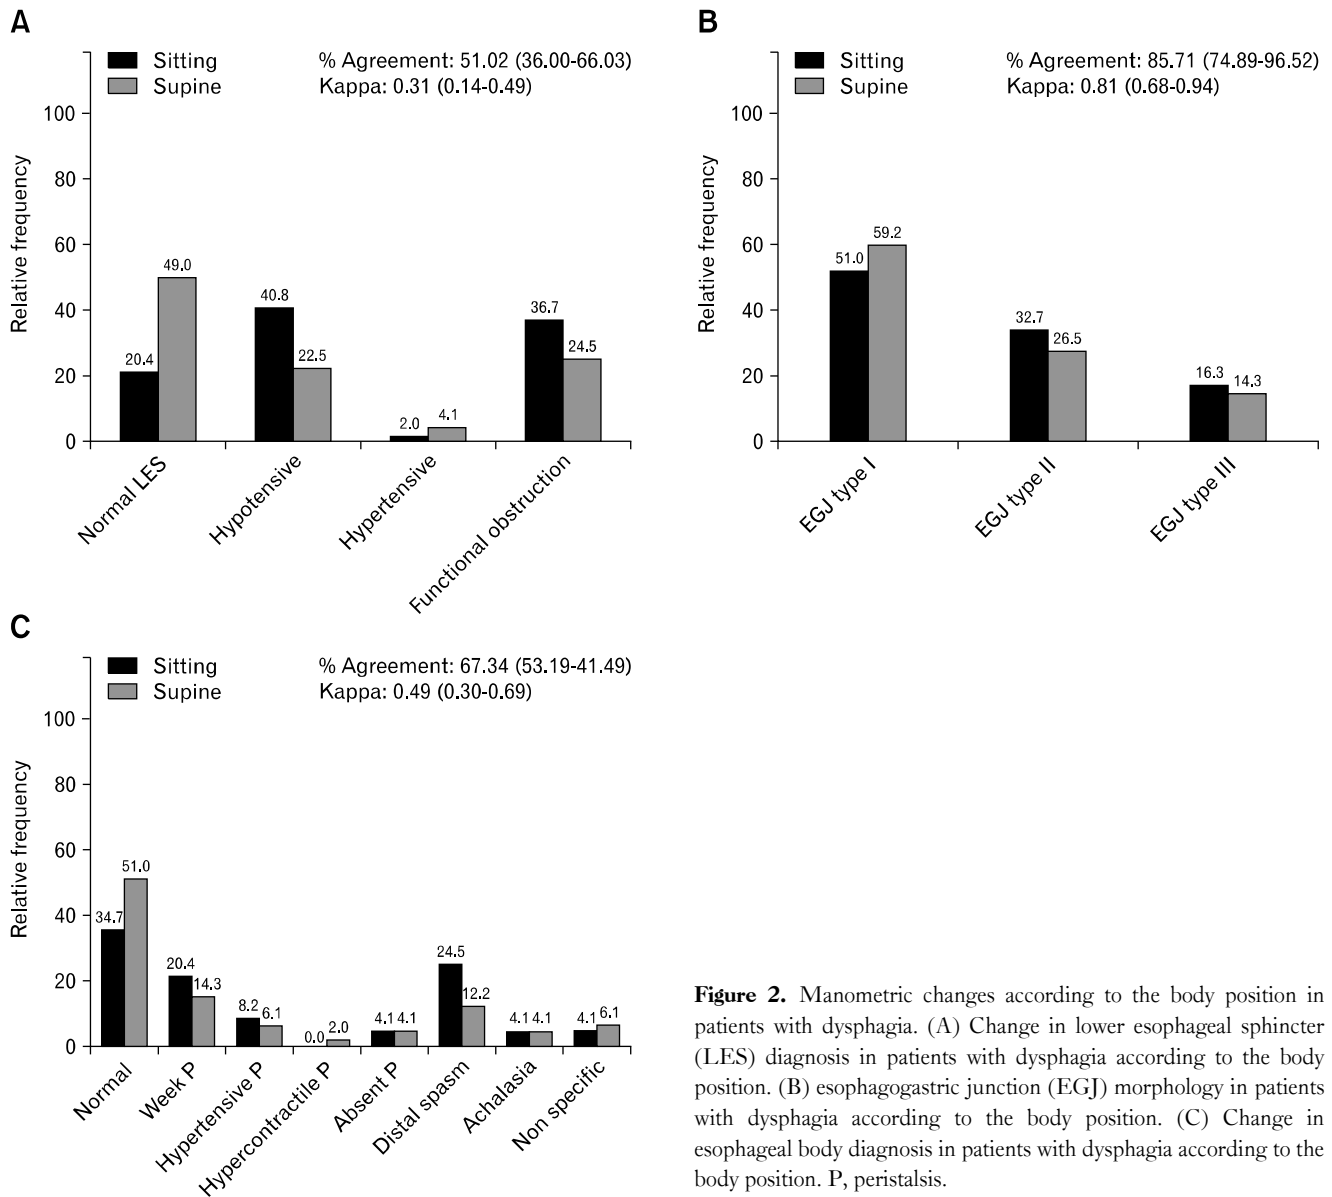 A
Sitting
Supine
% Agreement: 51.02 (36.00-66.03)
Kappa: 0.31 (0.14-0.49)
Relative frequency
100
80
60
40
20
0
20.4
49.0
40.8
22.5
2.0
4.1
36.7
24.5
Normal LES
Hypotensive
Hypertensive
Functional obstruction
B
Sitting
Supine
% Agreement: 85.71 (74.89-96.52)
Kappa: 0.81 (0.68-0.94)
Relative frequency
100
80
60
40
20
0
51.0
59.2
32.7
26.5
16.3
14.3
EGJ type I
EGJ type II
EGJ type III
C
Sitting
Supine
% Agreement: 67.34 (53.19-41.49)
Kappa: 0.49 (0.30-0.69)
Relative frequency
100
80
60
40
20
0
34.7
51.0
20.4
14.3
8.2
6.1
0.0
2.0
4.1
4.1
24.5
12.2
4.1
4.1
4.1
6.1
Normal
Week P
Hypertensive P
Hypercontractile P
Absent P
Distal spasm
Achalasia
Non specific
Figure 2. Manometric changes according to the body position in
patients with dysphagia. (A) Change in lower esophageal sphincter
(LES) diagnosis in patients with dysphagia according to the body
position. (B) esophagogastric junction (EGJ) morphology in patients
with dysphagia according to the body position. (C) Change in
esophageal body diagnosis in patients with dysphagia according to the
body position. P, peristalsis.